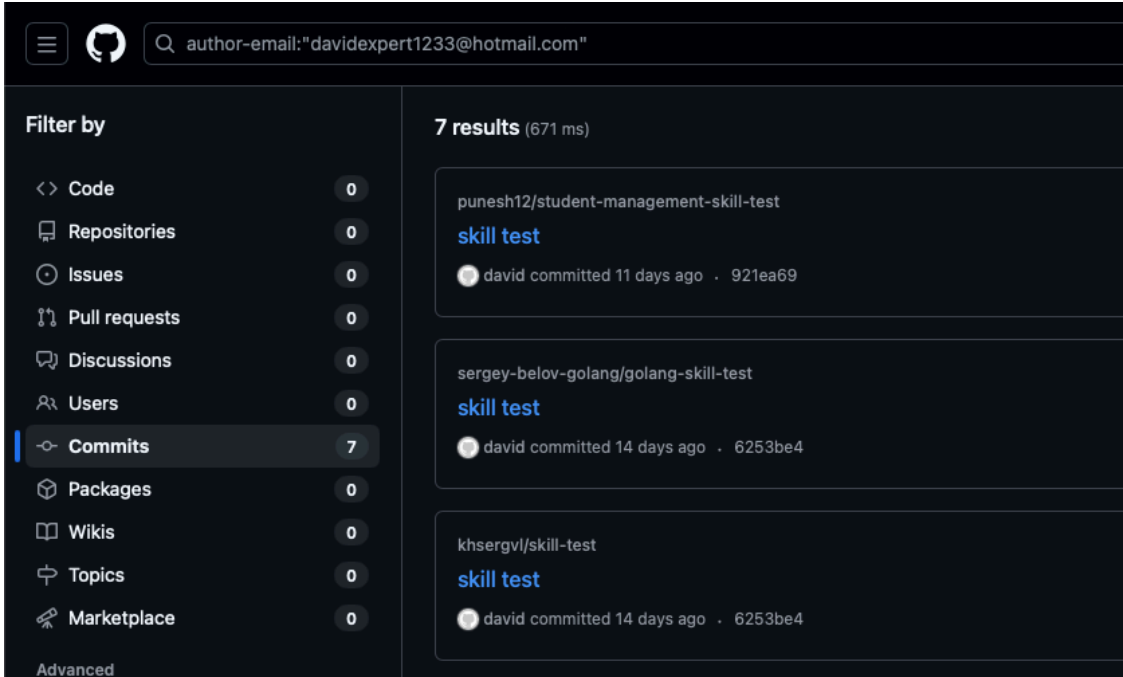 author-email:"davidexpert1233@hotmail.com"
Filter by
Code 0
Repositories 0
Issues 0
Pull requests 0
Discussions 0
Users 0
Commits 7
Packages 0
Wikis 0
Topics 0
Marketplace 0
Advanced
7 results (671 ms)
punesh12/student-management-skill-test
skill test
david committed 11 days ago · 921ea69
sergey-belov-golang/golang-skill-test
skill test
david committed 14 days ago · 6253be4
khsergvl/skill-test
skill test
david committed 14 days ago · 6253be4